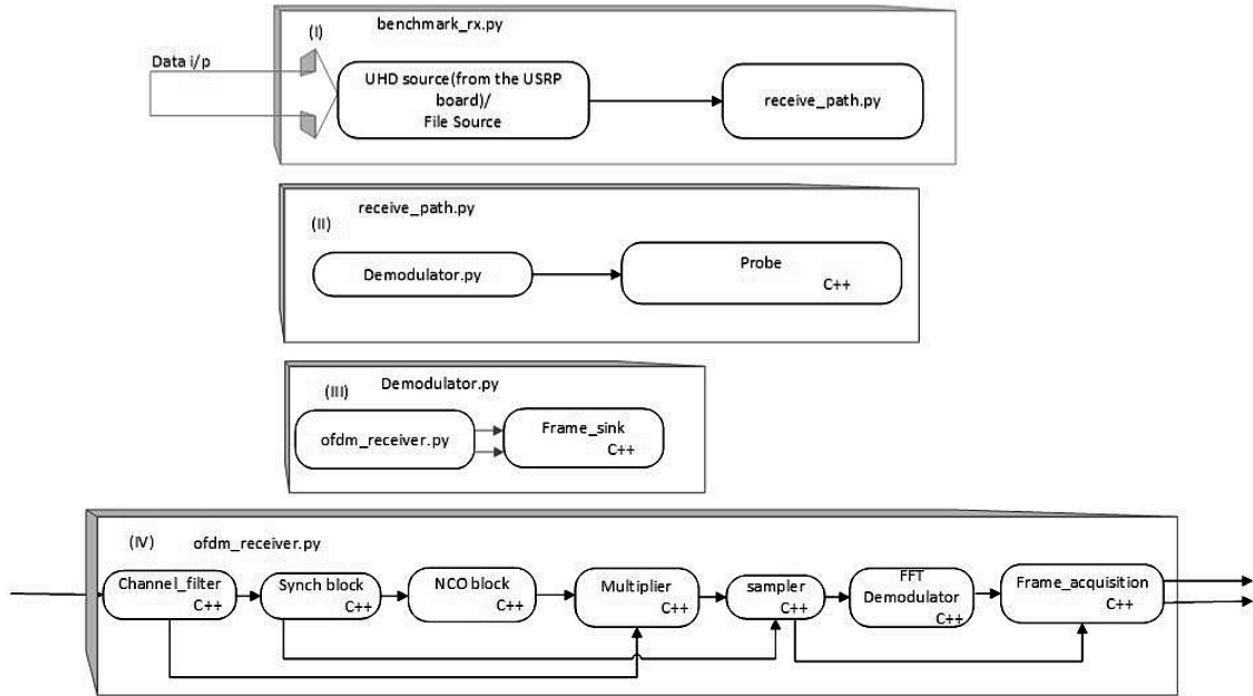 benchmark_rx.py
(I)
Data i/p
UHD source(from the USRP
board)/
File Source
receive_path.py
receive_path.py
(II)
Demodulator.py
Probe
C++
Demodulator.py
(III)
ofdm_receiver.py
Frame_sink
C++
(IV)
ofdm_receiver.py
Channel_filter
C++
Synch block
C++
NCO block
C++
Multiplier
C++
sampler
C++
FFT
Demodulator
C++
Frame_acquisition
C++